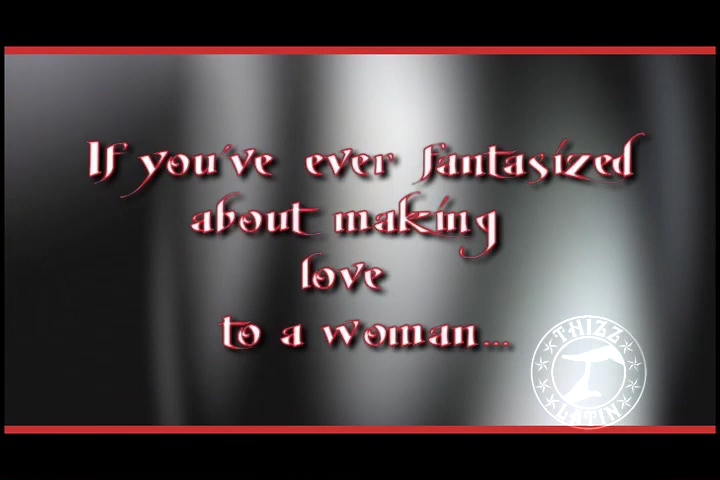 If you've ever fantasized
about making
love
to a woman...
THIZZ
LATIN